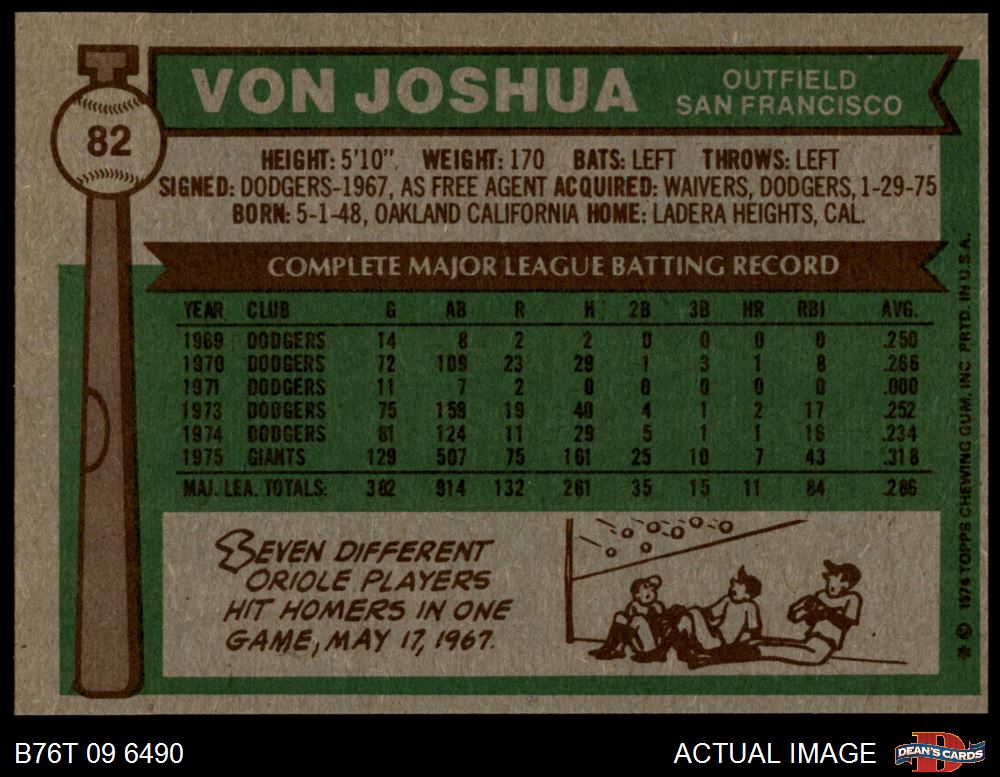 82
VON JOSHUA
OUTFIELD
SAN FRANCISCO
HEIGHT: 5'10". WEIGHT: 170 BATS: LEFT THROWS: LEFT
SIGNED: DODGERS-1967, AS FREE AGENT ACQUIRED: WAIVERS, DODGERS, 1-29-75
BORN: 5-1-48, OAKLAND CALIFORNIA HOME: LADERA HEIGHTS, CAL.
COMPLETE MAJOR LEAGUE BATTING RECORD
YEAR CLUB G AB R H 2B 3B HR RBI AVG.
1969 DODGERS 14 8 2 2 0 0 0 0 .250
1970 DODGERS 72 109 23 29 1 3 1 8 .266
1971 DODGERS 11 7 2 0 0 0 0 0 .000
1973 DODGERS 75 159 19 40 4 1 2 17 .252
1974 DODGERS 81 124 11 29 5 1 1 16 .234
1975 GIANTS 129 507 75 161 25 10 7 43 .318
MAJ. LEA. TOTALS: 382 914 132 261 35 15 11 84 .286
SEVEN DIFFERENT
ORIOLE PLAYERS
HIT HOMERS IN ONE
GAME, MAY 17, 1967.
* © 1976 TOPPS CHEWING GUM, INC PRTD. IN U.S.A.
B76T 09 6490
ACTUAL IMAGE
D
DEAN'S CARDS